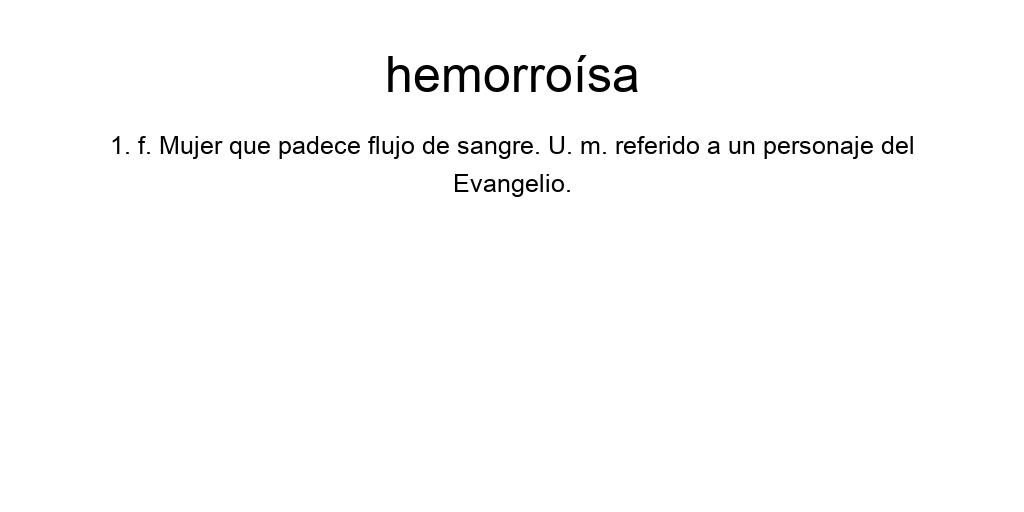 hemorroísa
1. f. Mujer que padece flujo de sangre. U. m. referido a un personaje del
Evangelio.